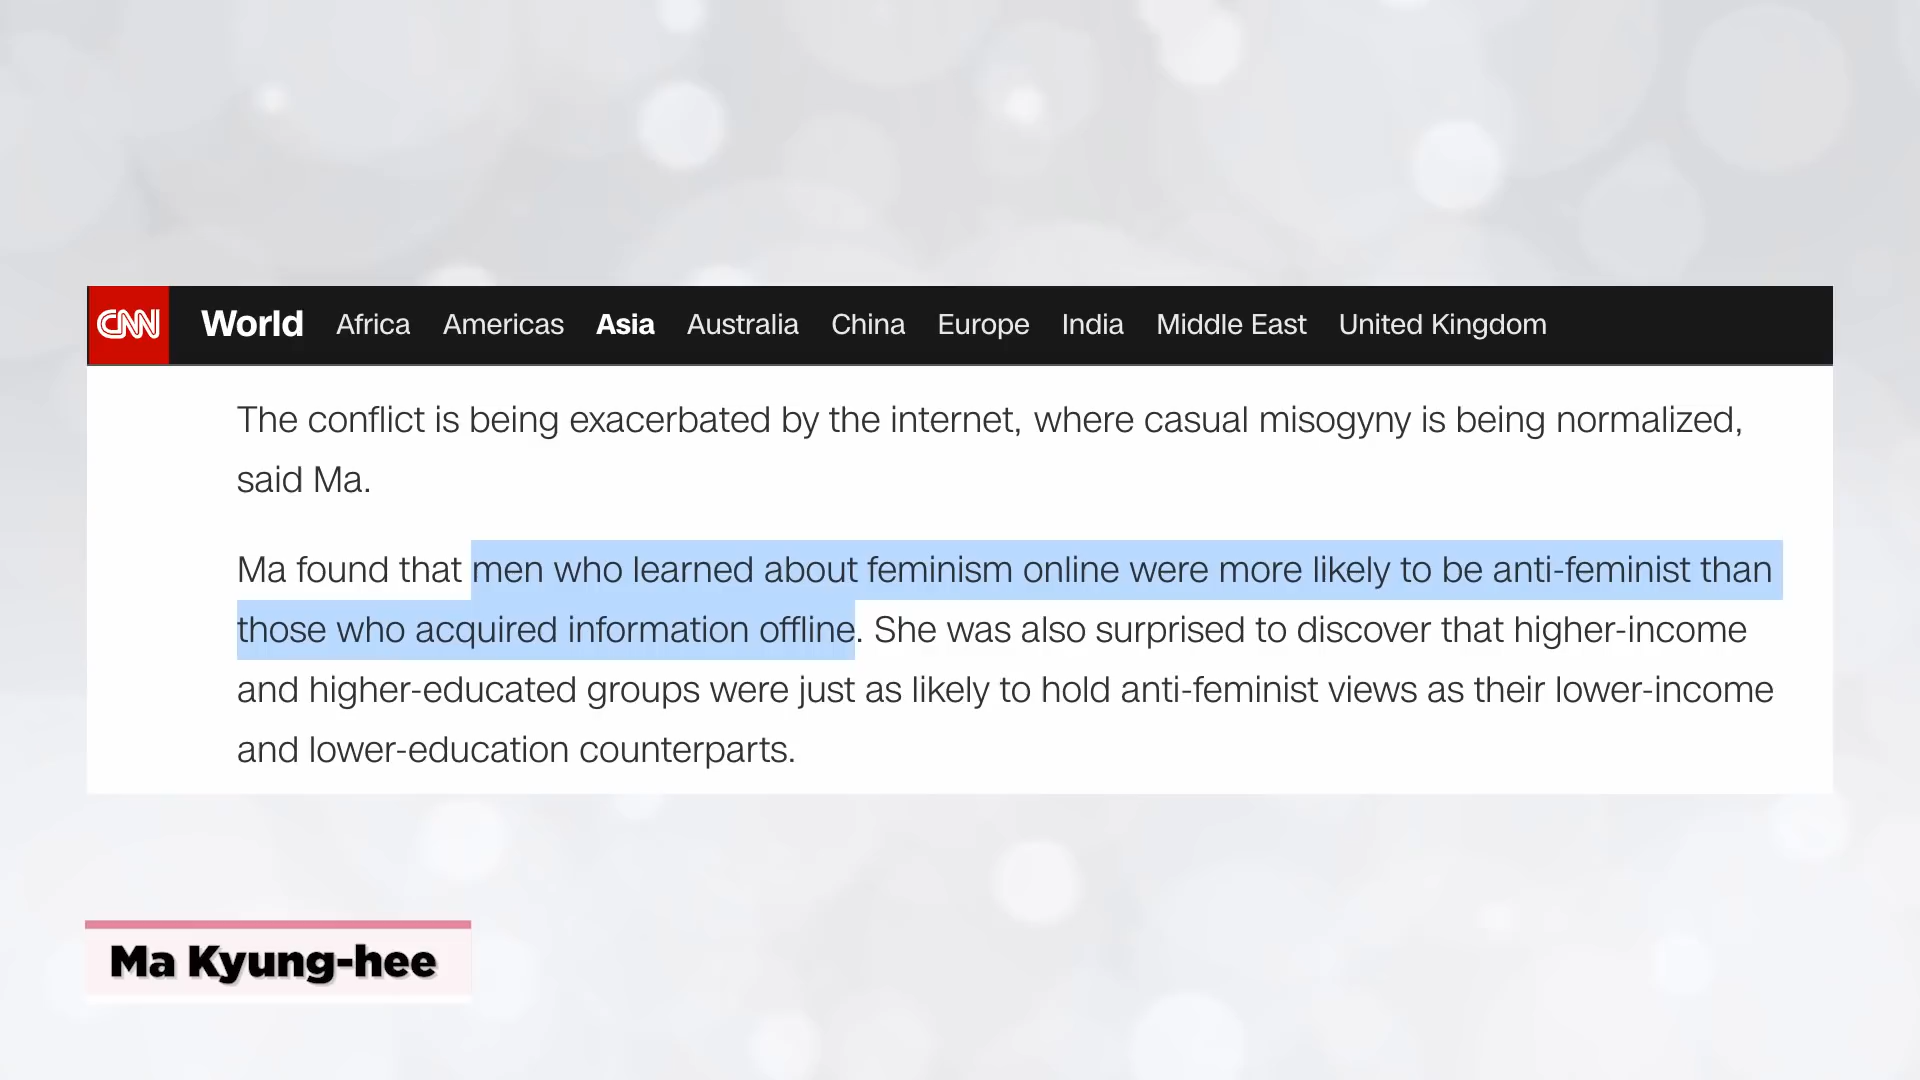 CNN World Africa Americas Asia Australia China Europe India Middle East United Kingdom
The conflict is being exacerbated by the internet, where casual misogyny is being normalized,
said Ma.
Ma found that men who learned about feminism online were more likely to be anti-feminist than
those who acquired information offline. She was also surprised to discover that higher-income
and higher-educated groups were just as likely to hold anti-feminist views as their lower-income
and lower-education counterparts.
Ma Kyung-hee